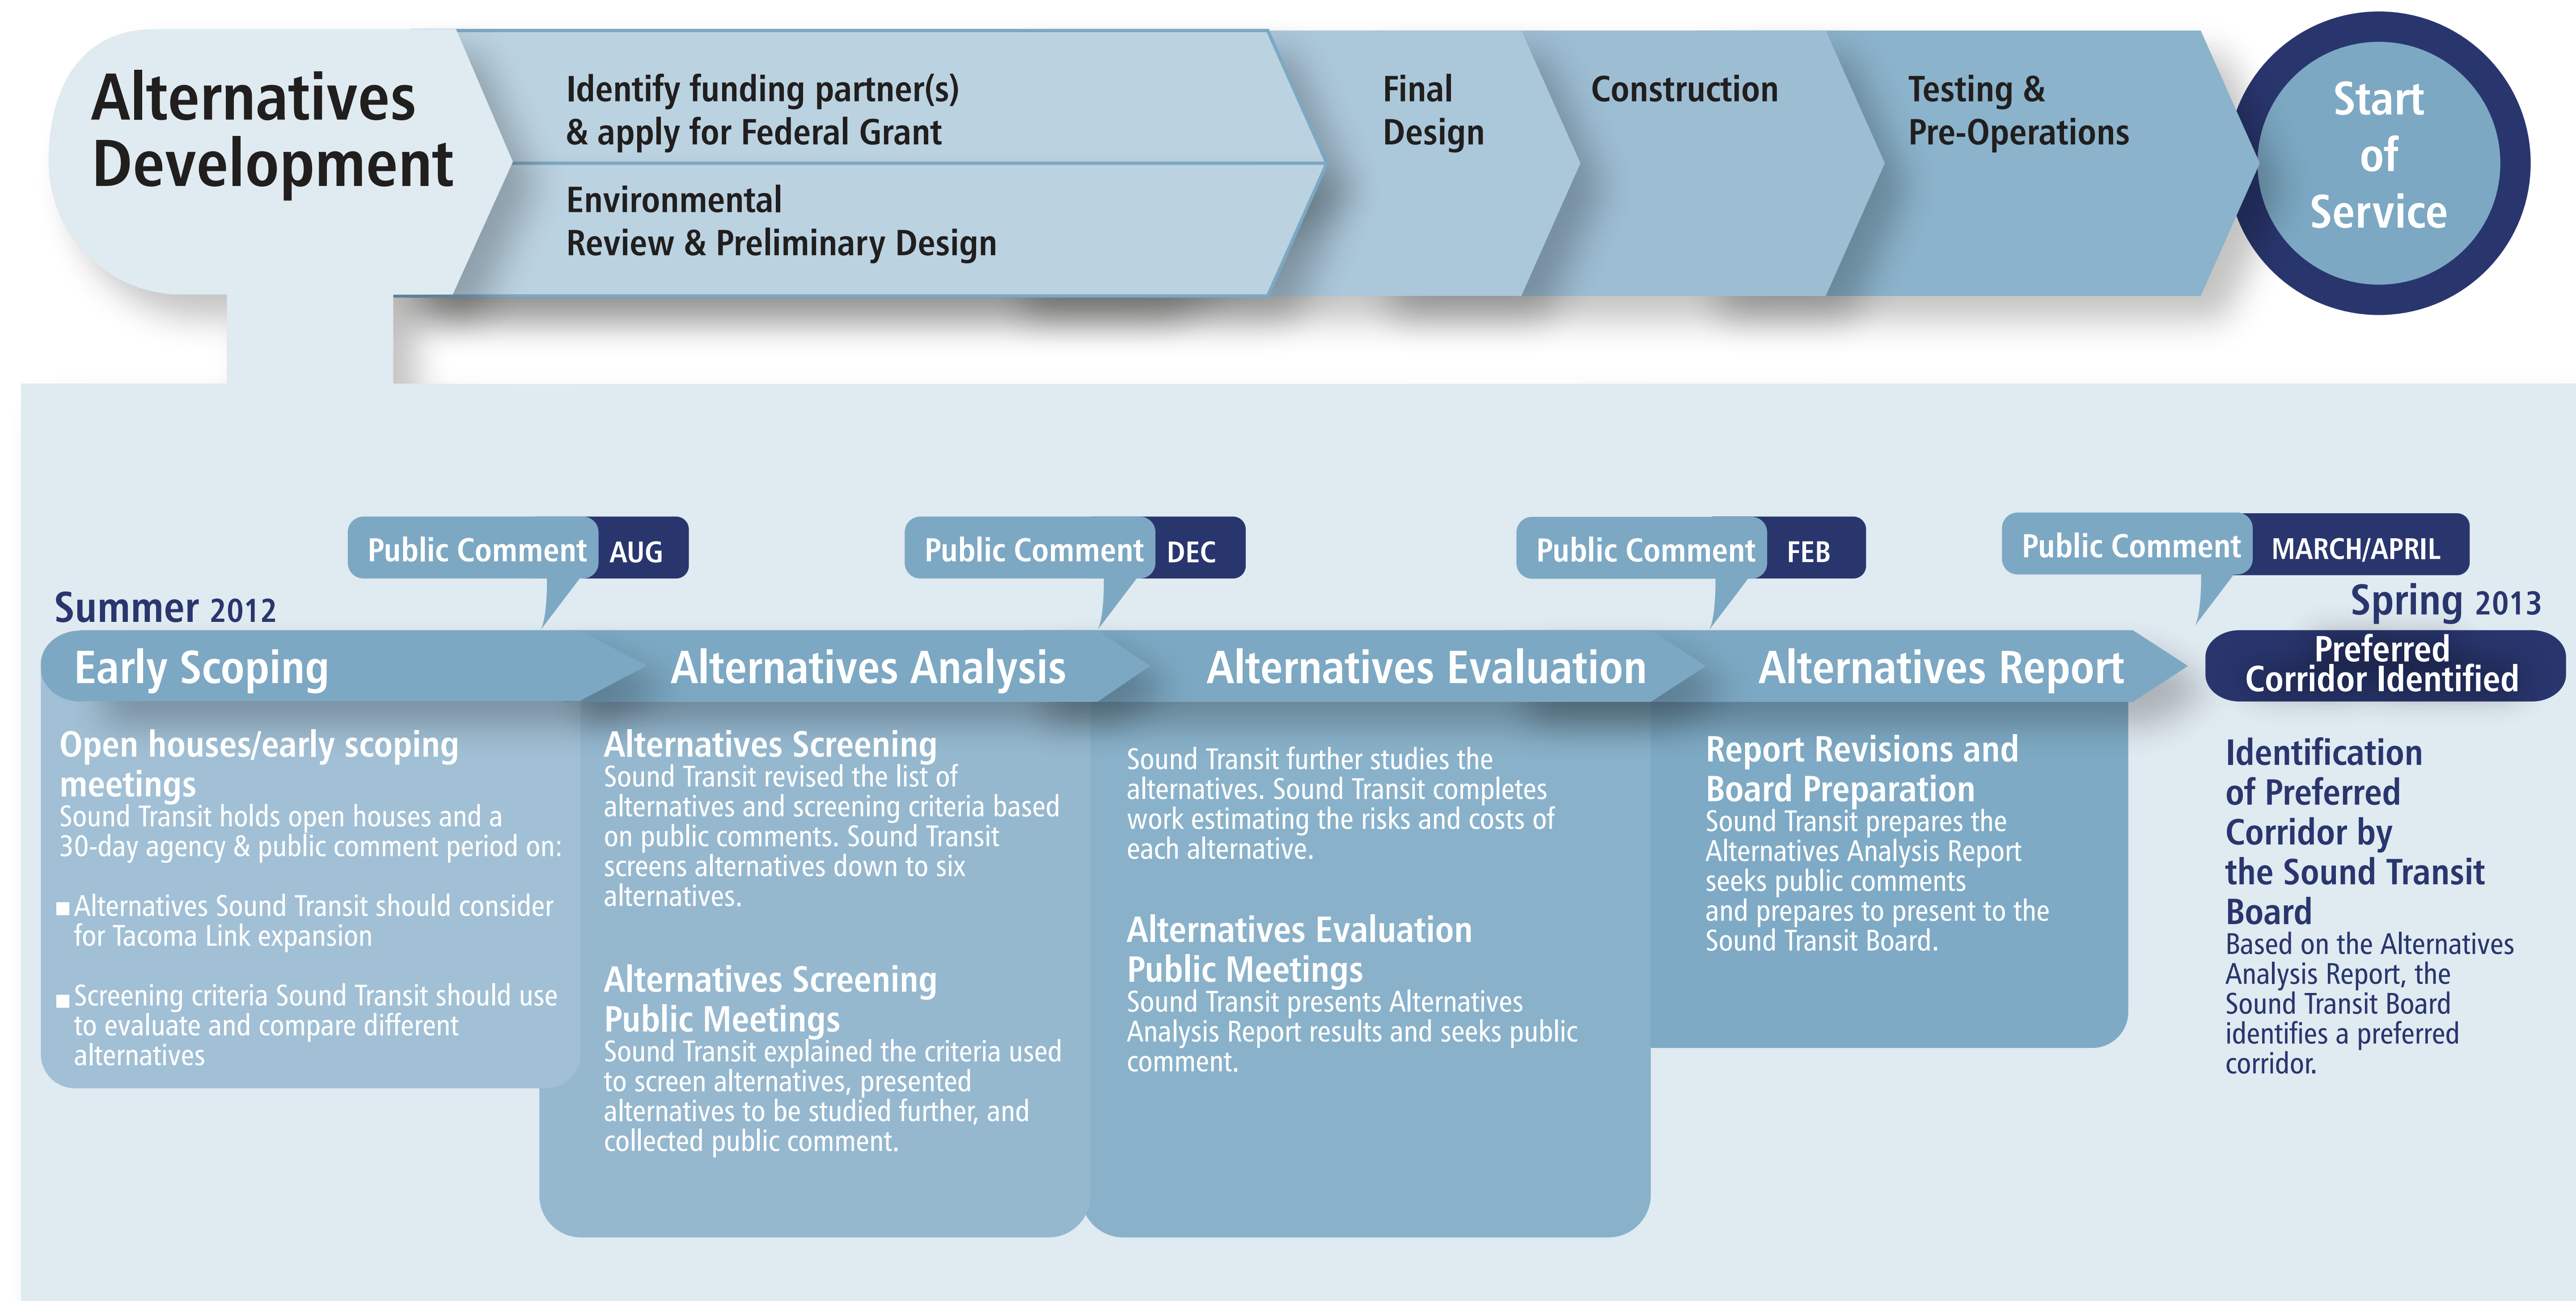 Alternatives
Development
Identify funding partner(s)
& apply for Federal Grant
Environmental
Review & Preliminary Design
Final
Design
Construction
Testing &
Pre-Operations
Start
of
Service
Public Comment AUG
Public Comment DEC
Public Comment FEB
Public Comment MARCH/APRIL
Summer 2012
Spring 2013
Early Scoping
Open houses/early scoping
meetings
Sound Transit holds open houses and a
30-day agency & public comment period on:
■ Alternatives Sound Transit should consider
for Tacoma Link expansion
■ Screening criteria Sound Transit should use
to evaluate and compare different
alternatives
Alternatives Analysis
Alternatives Screening
Sound Transit revised the list of
alternatives and screening criteria based
on public comments. Sound Transit
screens alternatives down to six
alternatives.
Alternatives Screening
Public Meetings
Sound Transit explained the criteria used
to screen alternatives, presented
alternatives to be studied further, and
collected public comment.
Alternatives Evaluation
Sound Transit further studies the
alternatives. Sound Transit completes
work estimating the risks and costs of
each alternative.
Alternatives Evaluation
Public Meetings
Sound Transit presents Alternatives
Analysis Report results and seeks public
comment.
Alternatives Report
Report Revisions and
Board Preparation
Sound Transit prepares the
Alternatives Analysis Report
seeks public comments
and prepares to present to the
Sound Transit Board.
Preferred
Corridor Identified
Identification
of Preferred
Corridor by
the Sound Transit
Board
Based on the Alternatives
Analysis Report, the
Sound Transit Board
identifies a preferred
corridor.